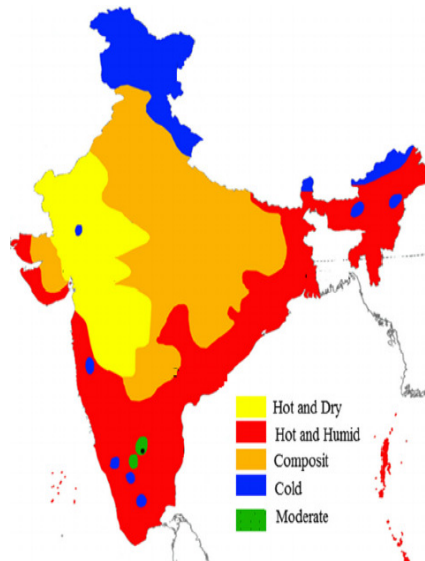 Hot and Dry
Hot and Humid
Composit
Cold
Moderate